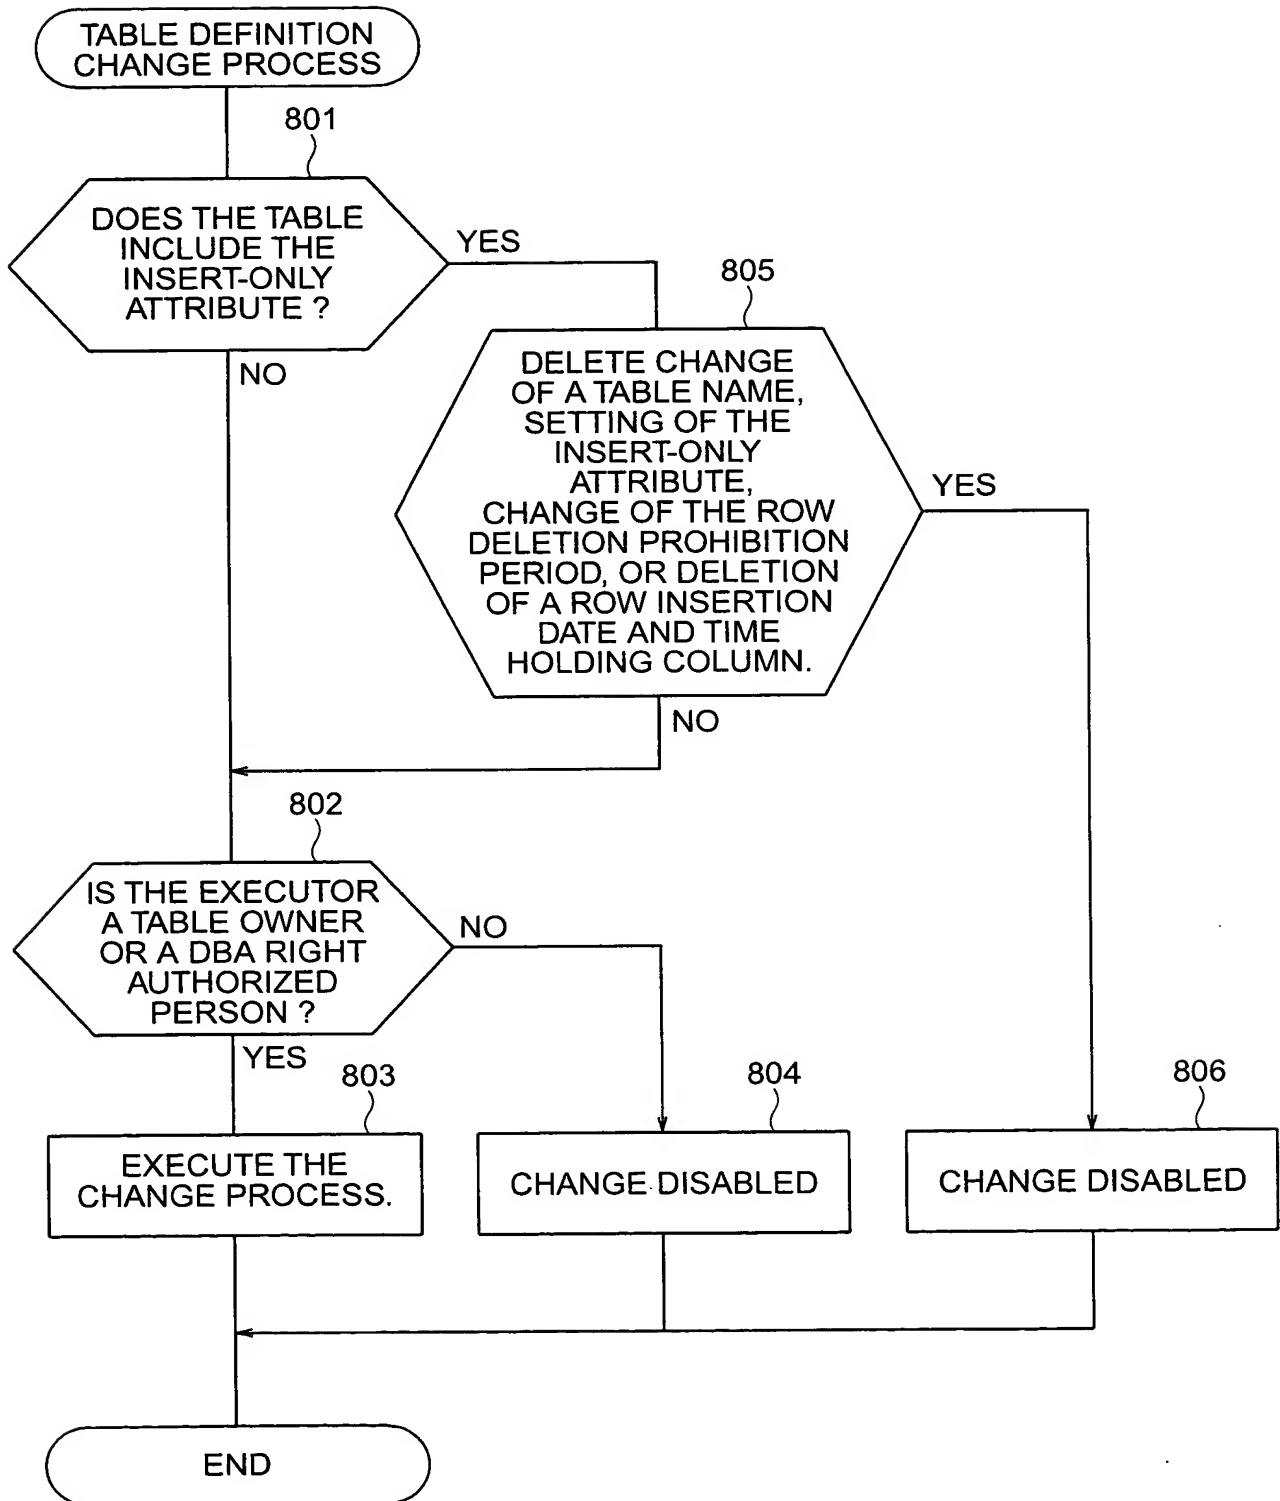 TABLE DEFINITION
CHANGE PROCESS
801
DOES THE TABLE
INCLUDE THE
INSERT-ONLY
ATTRIBUTE ?
YES
NO
805
DELETE CHANGE
OF A TABLE NAME,
SETTING OF THE
INSERT-ONLY
ATTRIBUTE,
CHANGE OF THE ROW
DELETION PROHIBITION
PERIOD, OR DELETION
OF A ROW INSERTION
DATE AND TIME
HOLDING COLUMN.
YES
NO
802
IS THE EXECUTOR
A TABLE OWNER
OR A DBA RIGHT
AUTHORIZED
PERSON ?
NO
YES
803
EXECUTE THE
CHANGE PROCESS.
804
CHANGE DISABLED
806
CHANGE DISABLED
END